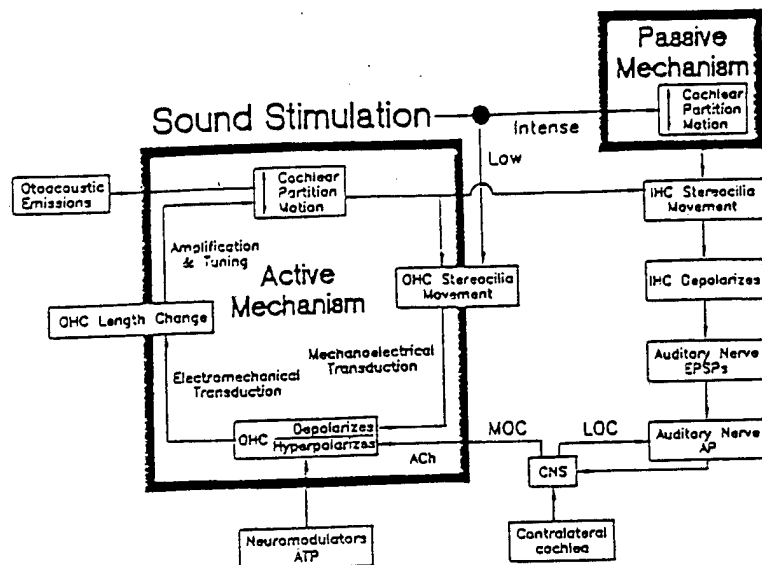 Passive
Mechanism
Cochlear
Partition
Motion
Sound Stimulation
Intense
Low
Otoacoustic
Emissions
Cochlear
Partition
Motion
IHC Stereocilia
Movement
Amplification
& Tuning
Active
Mechanism
OHC Stereocilia
Movement
IHC Depolarizes
OHC Length Change
Mechanoelectrical
Transduction
Electromechanical
Transduction
Auditory Nerve
EPSPs
OHC
Depolarizes
Hyperpolarizes
MOC
LOC
ACh
Auditory Nerve
AP
CNS
Neuromodulators
ATP
Contralateral
cochlea